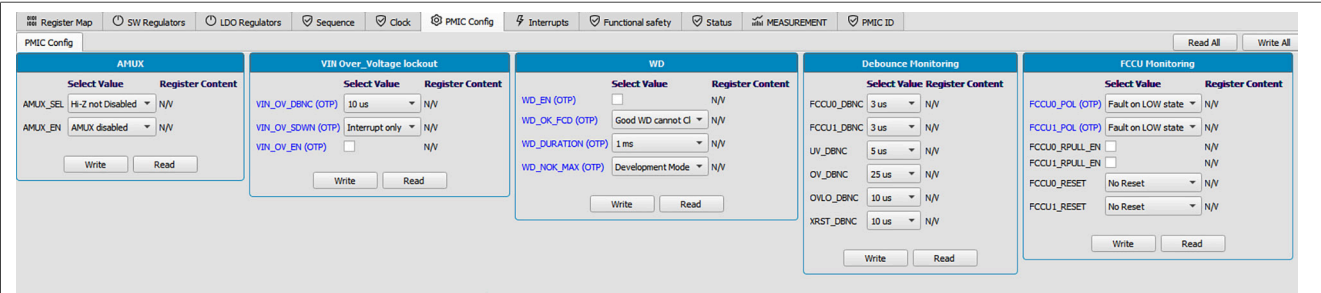 Register Map SW Regulators LDO Regulators Sequence Clock PMIC Config Interrupts Functional safety Status MEASUREMENT PMIC ID
PMIC Config Read All Write All
AMUX
Select Value Register Content
AMUX_SEL Hi-Z not Disabled N/V
AMUX_EN AMUX disabled N/V
Write Read
VIN Over_Voltage lockout
Select Value Register Content
VIN_OV_DBNC (OTP) 10 us N/V
VIN_OV_SDWN (OTP) Interrupt only N/V
VIN_OV_EN (OTP) N/V
Write Read
WD
Select Value Register Content
WD_EN (OTP) N/V
WD_OK_FCD (OTP) Good WD cannot Cl N/V
WD_DURATION (OTP) 1 ms N/V
WD_NOK_MAX (OTP) Development Mode N/V
Write Read
Debounce Monitoring
Select Value Register Content
FCCU0_DBNC 3 us N/V
FCCU1_DBNC 3 us N/V
UV_DBNC 5 us N/V
OV_DBNC 25 us N/V
OVLO_DBNC 10 us N/V
XRST_DBNC 10 us N/V
Write Read
FCCU Monitoring
Select Value Register Content
FCCU0_POL (OTP) Fault on LOW state N/V
FCCU1_POL (OTP) Fault on LOW state N/V
FCCU0_RPULL_EN N/V
FCCU1_RPULL_EN N/V
FCCU0_RESET No Reset N/V
FCCU1_RESET No Reset N/V
Write Read